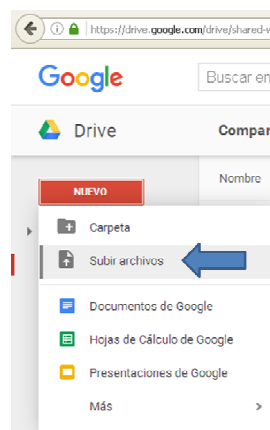 https://drive.google.com/drive/shared-w
Google
Buscar en
Drive
Compar
Nombre
NUEVO
Carpeta
Subir archivos
Documentos de Google
Hojas de Cálculo de Google
Presentaciones de Google
Más